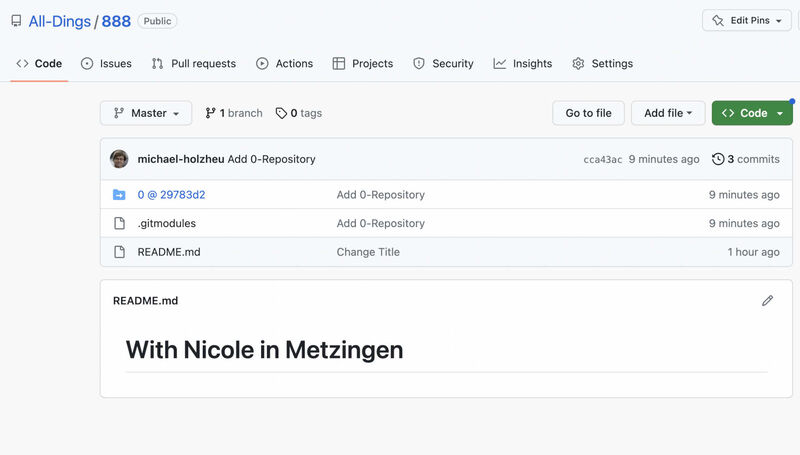 All-Dings / 888 Public Edit Pins
Code Issues Pull requests Actions Projects Security Insights Settings
Master 1 branch 0 tags Go to file Add file Code
michael-holzheu Add 0-Repository cca43ac 9 minutes ago 3 commits
0 @ 29783d2 Add 0-Repository 9 minutes ago
.gitmodules Add 0-Repository 9 minutes ago
README.md Change Title 1 hour ago
README.md
With Nicole in Metzingen